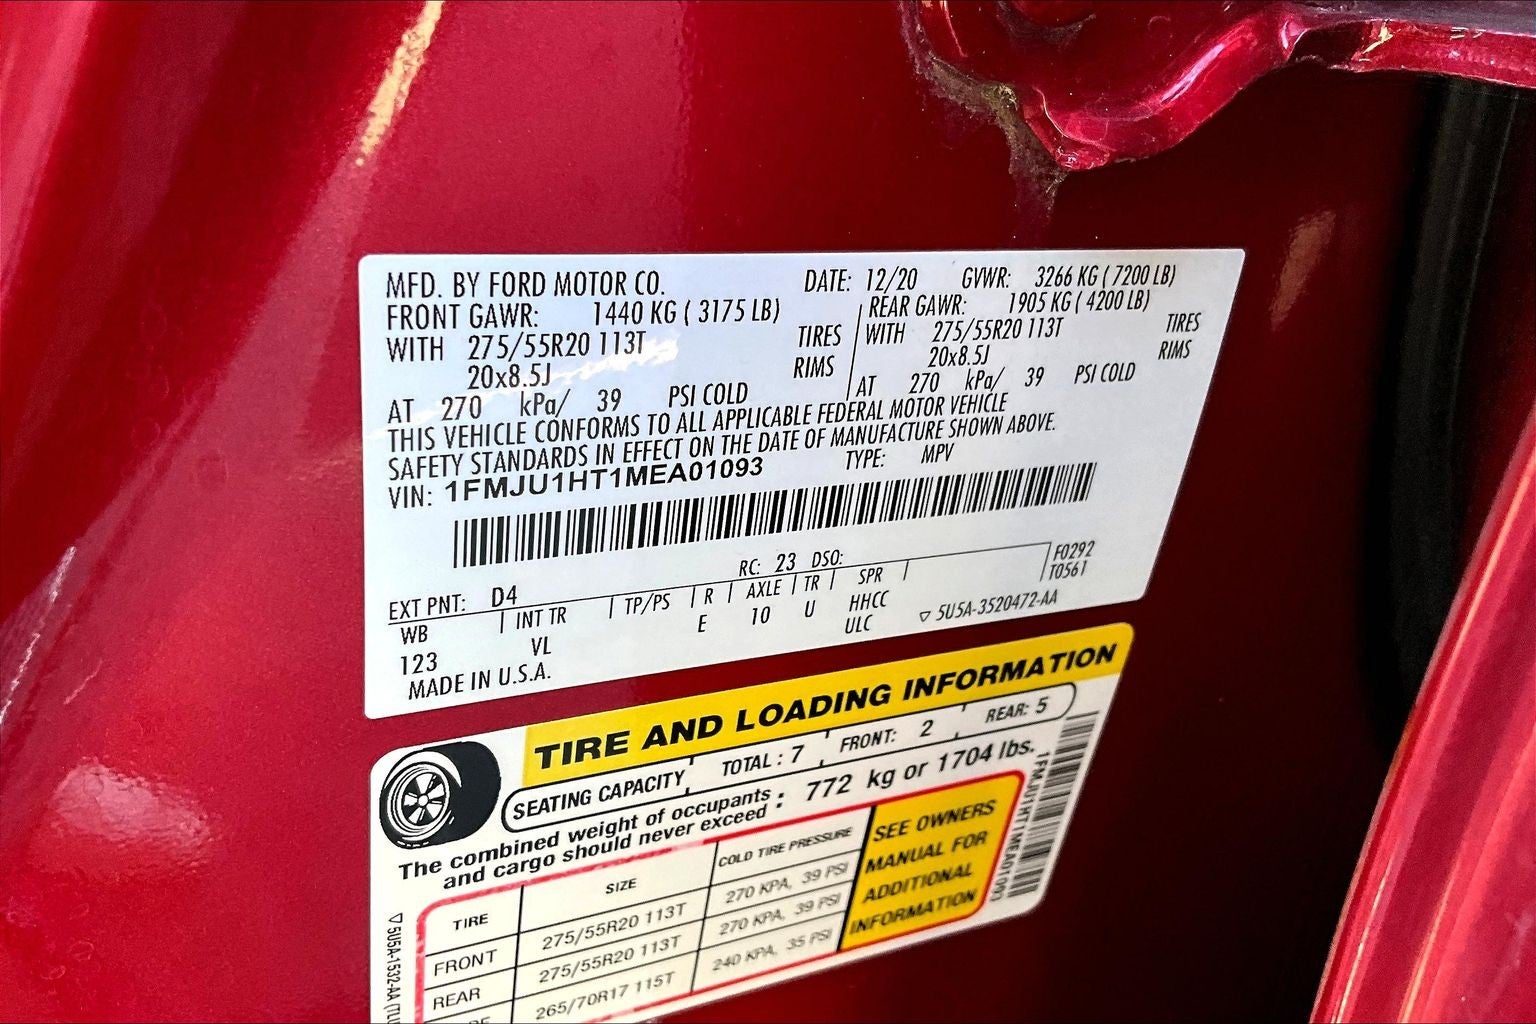 MFD. BY FORD MOTOR CO. DATE: 12/20 GVWR: 3266 KG ( 7200 LB)
FRONT GAWR: 1440 KG ( 3175 LB) REAR GAWR: 1905 KG ( 4200 LB)
WITH 275/55R20 113T TIRES WITH 275/55R20 113T TIRES
20x8.5J RIMS 20x8.5J RIMS
AT 270 kPa/ 39 PSI COLD AT 270 kPa/ 39 PSI COLD
THIS VEHICLE CONFORMS TO ALL APPLICABLE FEDERAL MOTOR VEHICLE
SAFETY STANDARDS IN EFFECT ON THE DATE OF MANUFACTURE SHOWN ABOVE.
VIN: 1FMJU1HT1MEA01093 TYPE: MPV
EXT PNT: D4 RC: 23 DSO: F0292
WB INT TR TP/PS R AXLE TR SPR T0561
123 VL E 10 U HHCC
ULC
MADE IN U.S.A. ▽ 5U5A-3520472-AA
TIRE AND LOADING INFORMATION
SEATING CAPACITY TOTAL : 7 FRONT: 2 REAR: 5
The combined weight of occupants and cargo should never exceed : 772 kg or 1704 lbs.
TIRE SIZE COLD TIRE PRESSURE
FRONT 275/55R20 113T 270 KPA, 39 PSI
REAR 275/55R20 113T 270 KPA, 39 PSI
265/70R17 115T 240 KPA, 35 PSI
SEE OWNERS
MANUAL FOR
ADDITIONAL
INFORMATION
1FMJU1HT1MEA01093
▽ 5U5A-1532-AA